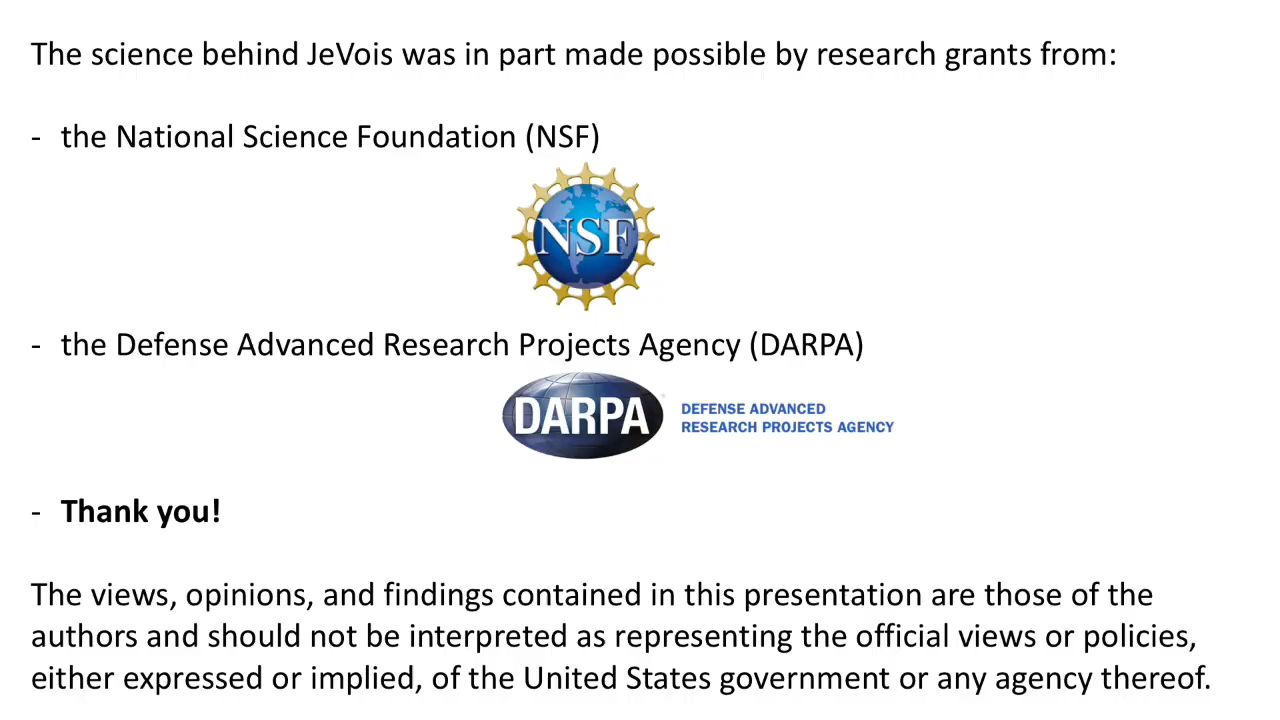 The science behind JeVois was in part made possible by research grants from:
- the National Science Foundation (NSF)
NSF
- the Defense Advanced Research Projects Agency (DARPA)
DARPA
DEFENSE ADVANCED
RESEARCH PROJECTS AGENCY
- Thank you!
The views, opinions, and findings contained in this presentation are those of the
authors and should not be interpreted as representing the official views or policies,
either expressed or implied, of the United States government or any agency thereof.